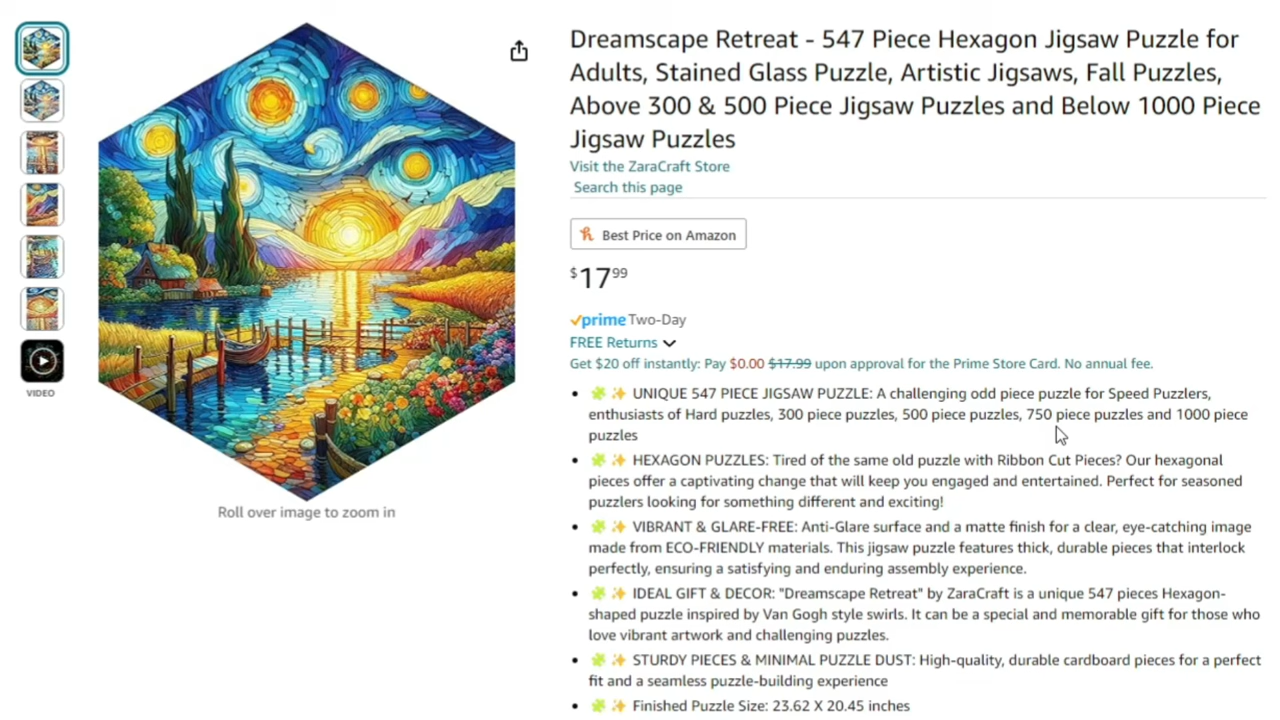 Dreamscape Retreat - 547 Piece Hexagon Jigsaw Puzzle for
Adults, Stained Glass Puzzle, Artistic Jigsaws, Fall Puzzles,
Above 300 & 500 Piece Jigsaw Puzzles and Below 1000 Piece
Jigsaw Puzzles
Visit the ZaraCraft Store
Search this page
Best Price on Amazon
$17.99
prime Two-Day
FREE Returns
Get $20 off instantly: Pay $0.00 $17.99 upon approval for the Prime Store Card. No annual fee.
UNIQUE 547 PIECE JIGSAW PUZZLE: A challenging odd piece puzzle for Speed Puzzlers,
enthusiasts of Hard puzzles, 300 piece puzzles, 500 piece puzzles, 750 piece puzzles and 1000 piece
puzzles
HEXAGON PUZZLES: Tired of the same old puzzle with Ribbon Cut Pieces? Our hexagonal
pieces offer a captivating change that will keep you engaged and entertained. Perfect for seasoned
puzzlers looking for something different and exciting!
VIBRANT & GLARE-FREE: Anti-Glare surface and a matte finish for a clear, eye-catching image
made from ECO-FRIENDLY materials. This jigsaw puzzle features thick, durable pieces that interlock
perfectly, ensuring a satisfying and enduring assembly experience.
IDEAL GIFT & DECOR: "Dreamscape Retreat" by ZaraCraft is a unique 547 pieces Hexagon-
shaped puzzle inspired by Van Gogh style swirls. It can be a special and memorable gift for those who
love vibrant artwork and challenging puzzles.
STURDY PIECES & MINIMAL PUZZLE DUST: High-quality, durable cardboard pieces for a perfect
fit and a seamless puzzle-building experience
Finished Puzzle Size: 23.62 X 20.45 inches
VIDEO
Roll over image to zoom in